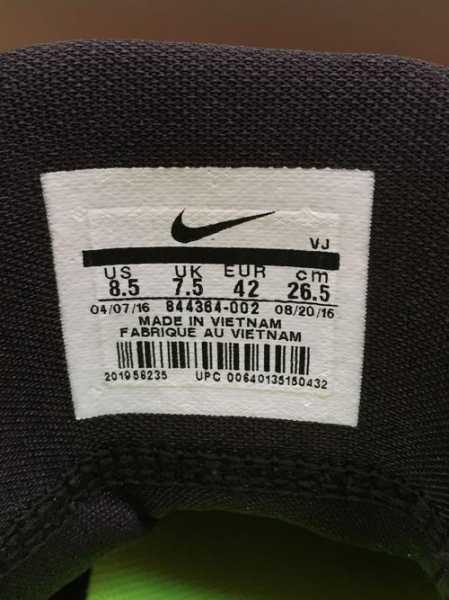 VJ
US UK EUR cm
8.5 7.5 42 26.5
04/07/16 844364-002 08/20/16
MADE IN VIETNAM
FABRIQUE AU VIETNAM
201956235 UPC 00640135150432